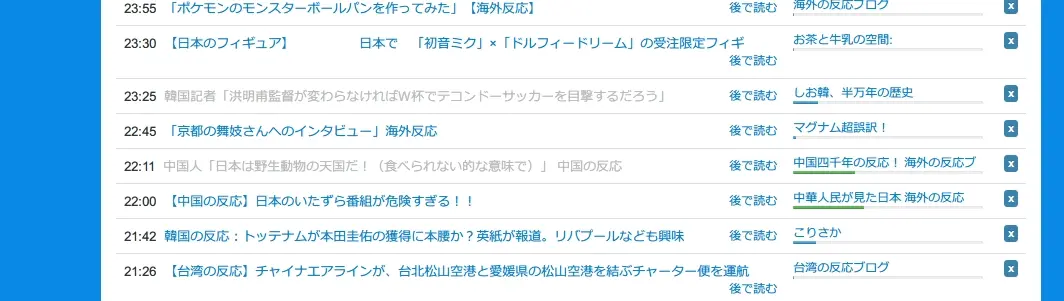 23:55 「ポケモンのモンスターボールパンを作ってみた」【海外反応】 後で読む 海外の反応ブログ x
23:30 【日本のフィギュア】 日本で 「初音ミク」×「ドルフィードリーム」の受注限定フィギ 後で読む お茶と牛乳の空間: x
23:25 韓国記者「洪明甫監督が変わらなければW杯でテコンドーサッカーを目撃するだろう」 後で読む しお韓、半万年の歴史 x
22:45 「京都の舞妓さんへのインタビュー」海外反応 後で読む マグナム超誤訳！ x
22:11 中国人「日本は野生動物の天国だ！（食べられない的な意味で）」 中国の反応 後で読む 中国四千年の反応！ 海外の反応ブ x
22:00 【中国の反応】日本のいたずら番組が危険すぎる！！ 後で読む 中華人民が見た日本 海外の反応 x
21:42 韓国の反応：トッテナムが本田圭佑の獲得に本腰か？英紙が報道。リバプールなども興味 後で読む こりさか x
21:26 【台湾の反応】チャイナエアラインが、台北松山空港と愛媛県の松山空港を結ぶチャーター便を運航 後で読む 台湾の反応ブログ x